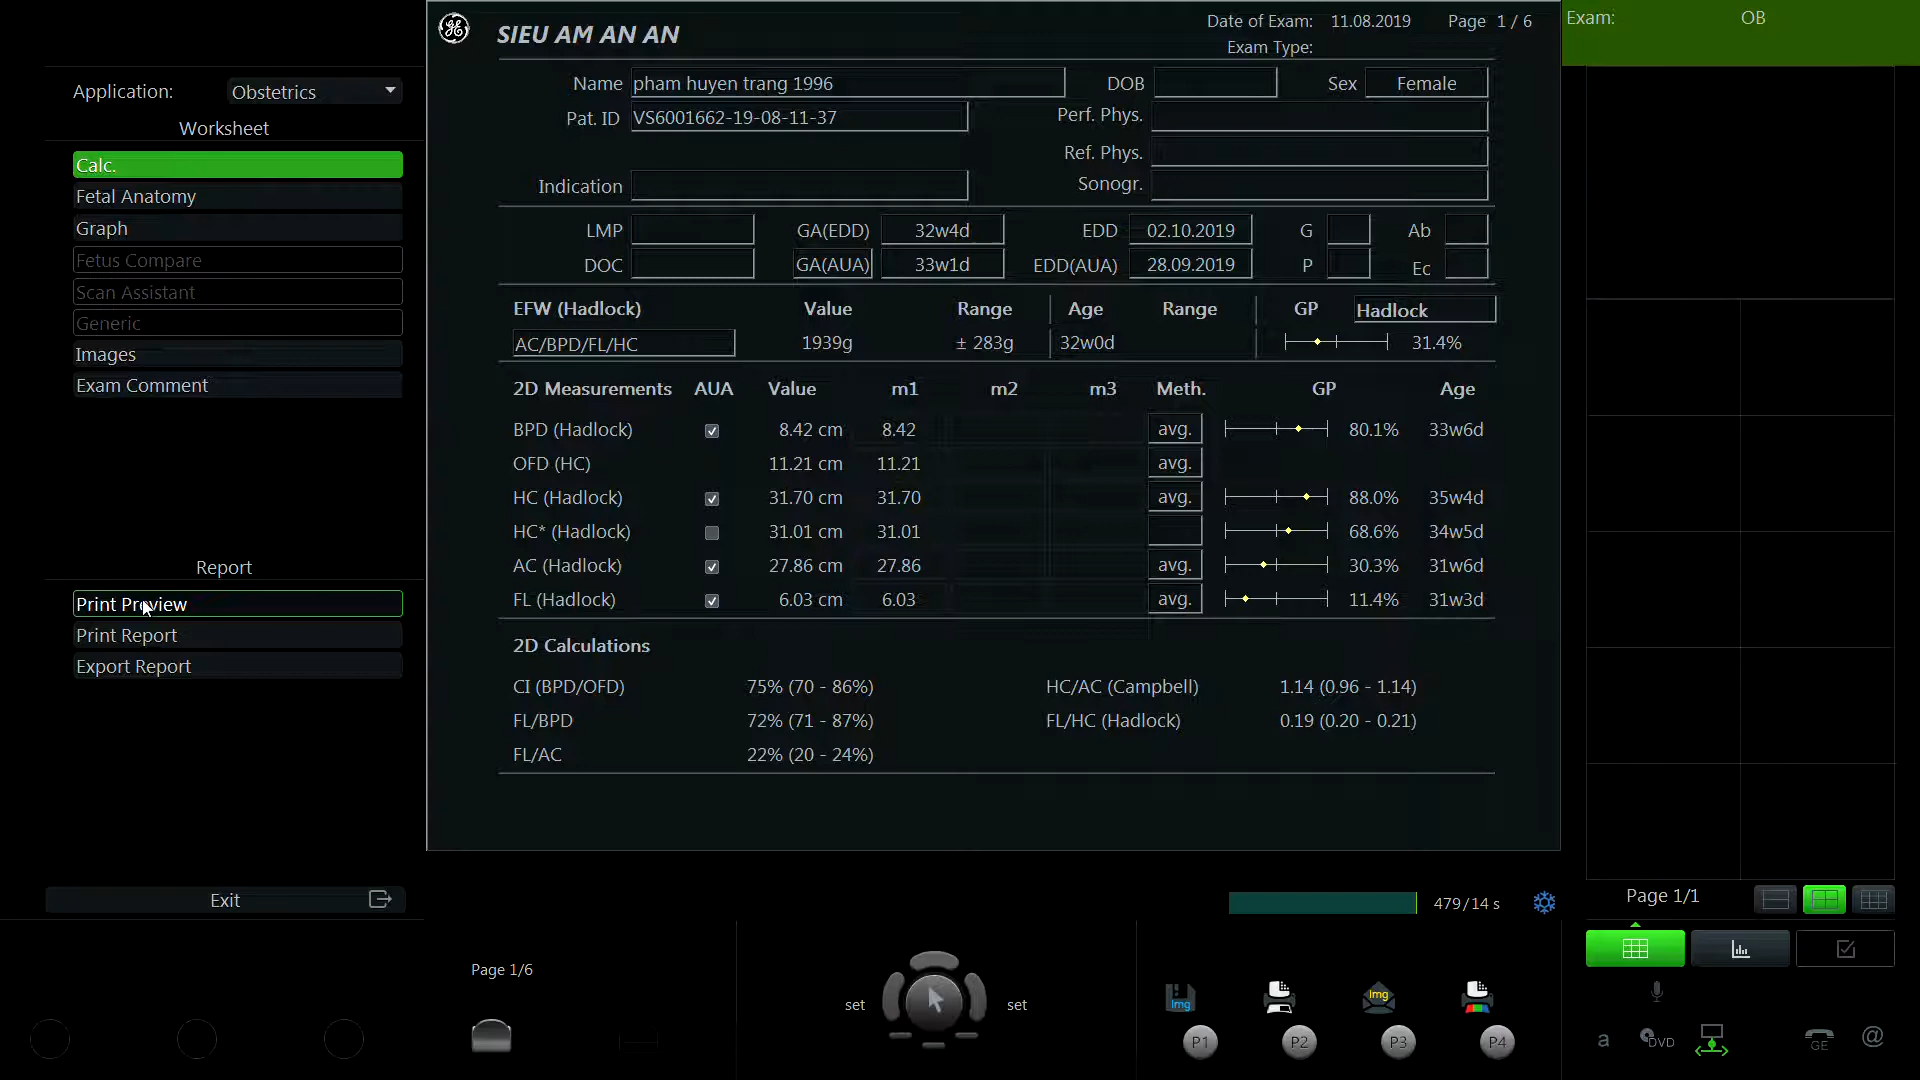 SIEU AM AN AN
Date of Exam: 11.08.2019 Page 1 / 6
Exam Type:
Exam: OB
Application: Obstetrics
Worksheet
Calc.
Fetal Anatomy
Graph
Fetus Compare
Scan Assistant
Generic
Images
Exam Comment
Report
Print Preview
Print Report
Export Report
Exit
Name pham huyen trang 1996 DOB Sex Female
Pat. ID VS6001662-19-08-11-37 Perf. Phys.
Ref. Phys.
Indication Sonogr.
LMP GA(EDD) 32w4d EDD 02.10.2019 G Ab
DOC GA(AUA) 33w1d EDD(AUA) 28.09.2019 P Ec
EFW (Hadlock) Value Range Age Range GP Hadlock
AC/BPD/FL/HC 1939g ± 283g 32w0d 31.4%
2D Measurements AUA Value m1 m2 m3 Meth. GP Age
BPD (Hadlock) 8.42 cm 8.42 avg. 80.1% 33w6d
OFD (HC) 11.21 cm 11.21 avg.
HC (Hadlock) 31.70 cm 31.70 avg. 88.0% 35w4d
HC* (Hadlock) 31.01 cm 31.01 68.6% 34w5d
AC (Hadlock) 27.86 cm 27.86 avg. 30.3% 31w6d
FL (Hadlock) 6.03 cm 6.03 avg. 11.4% 31w3d
2D Calculations
CI (BPD/OFD) 75% (70 - 86%) HC/AC (Campbell) 1.14 (0.96 - 1.14)
FL/BPD 72% (71 - 87%) FL/HC (Hadlock) 0.19 (0.20 - 0.21)
FL/AC 22% (20 - 24%)
479/14 s
Page 1/1
Page 1/6
set set
Img Img
P1 P2 P3 P4
a DVD GE @